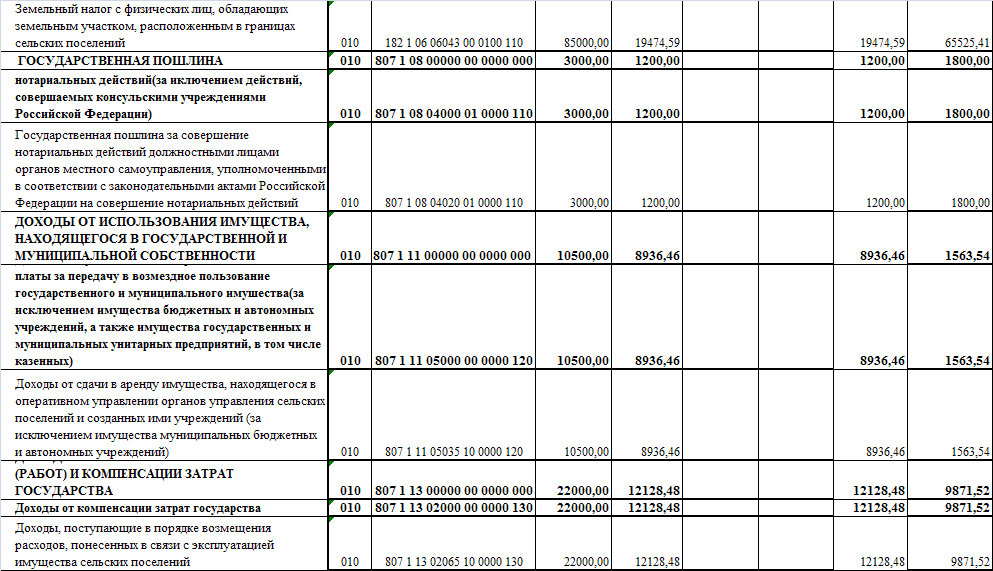 Земельный налог с физических лиц, обладающих
земельным участком, расположенным в границах
сельских поселений 010 182 1 06 06043 00 0100 110 85000,00 19474,59 19474,59 65525,41
ГОСУДАРСТВЕННАЯ ПОШЛИНА 010 807 1 08 00000 00 0000 000 3000,00 1200,00 1200,00 1800,00
нотариальных действий(за иключением действий,
совершаемых консульскими учреждениями
Российской Федерации) 010 807 1 08 04000 01 0000 110 3000,00 1200,00 1200,00 1800,00
Государственная пошлина за совершение
нотариальных действий должностными лицами
органов местного самоуправления, уполномоченными
в соответствии с законодательными актами Российской
Федерации на совершение нотариальных действий 010 807 1 08 04020 01 0000 110 3000,00 1200,00 1200,00 1800,00
ДОХОДЫ ОТ ИСПОЛЬЗОВАНИЯ ИМУЩЕСТВА,
НАХОДЯЩЕГОСЯ В ГОСУДАРСТВЕННОЙ И
МУНИЦИПАЛЬНОЙ СОБСТВЕННОСТИ 010 807 1 11 00000 00 0000 000 10500,00 8936,46 8936,46 1563,54
платы за передачу в возмездное пользование
государственного и муниципального имушества(за
исключением имущества бюджетных и автономных
учреждений, а также имущества государственных и
муниципальных унитарных предприятий, в том числе
казенных) 010 807 1 11 05000 00 0000 120 10500,00 8936,46 8936,46 1563,54
Доходы от сдачи в аренду имущества, находящегося в
оперативном управлении органов управления сельских
поселений и созданных ими учреждений (за
исключением имущества муниципальных бюджетных
и автономных учреждений) 010 807 1 11 05035 10 0000 120 10500,00 8936,46 8936,46 1563,54
(РАБОТ) И КОМПЕНСАЦИИ ЗАТРАТ
ГОСУДАРСТВА 010 807 1 13 00000 00 0000 000 22000,00 12128,48 12128,48 9871,52
Доходы от компенсации затрат государства 010 807 1 13 02000 00 0000 130 22000,00 12128,48 12128,48 9871,52
Доходы, поступающие в порядке возмещения
расходов, понесенных в связи с эксплуатацией
имущества сельских поселений 010 807 1 13 02065 10 0000 130 22000,00 12128,48 12128,48 9871,52